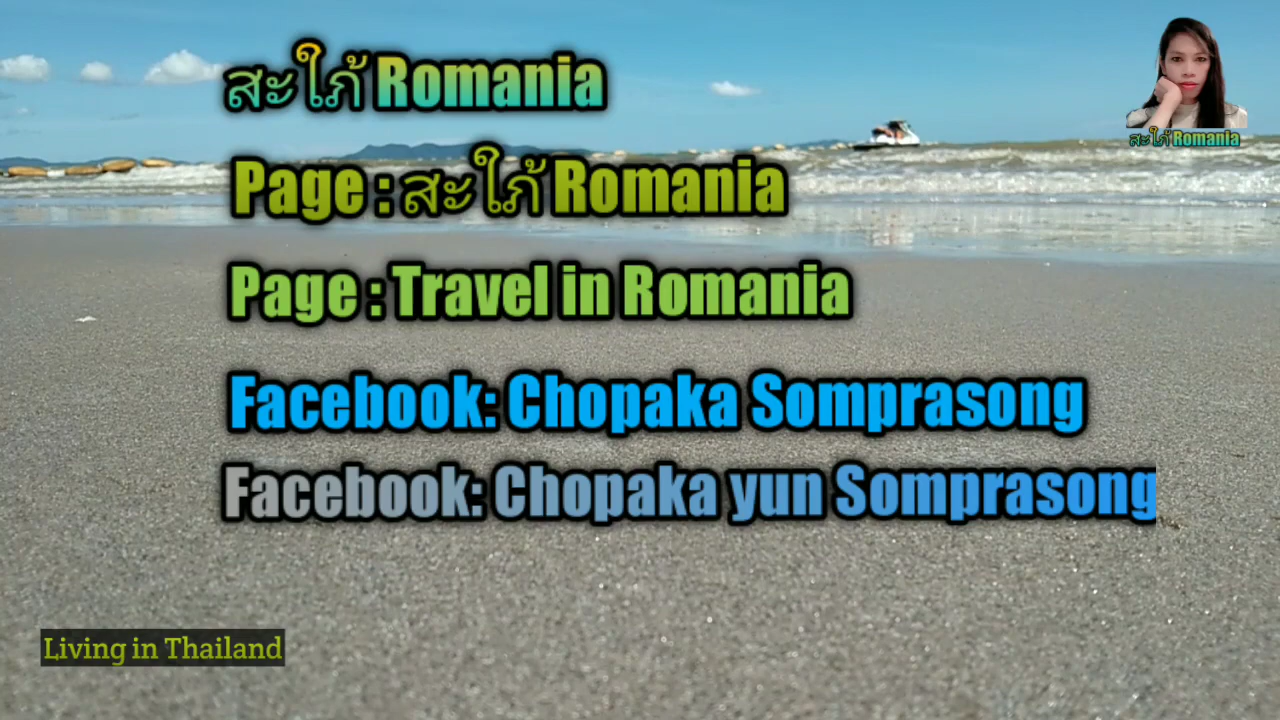 สะใภ้ Romania
สะใภ้ Romania
Page : สะใภ้ Romania
Page : Travel in Romania
Facebook: Chopaka Somprasong
Facebook: Chopaka yun Somprasong
Living in Thailand